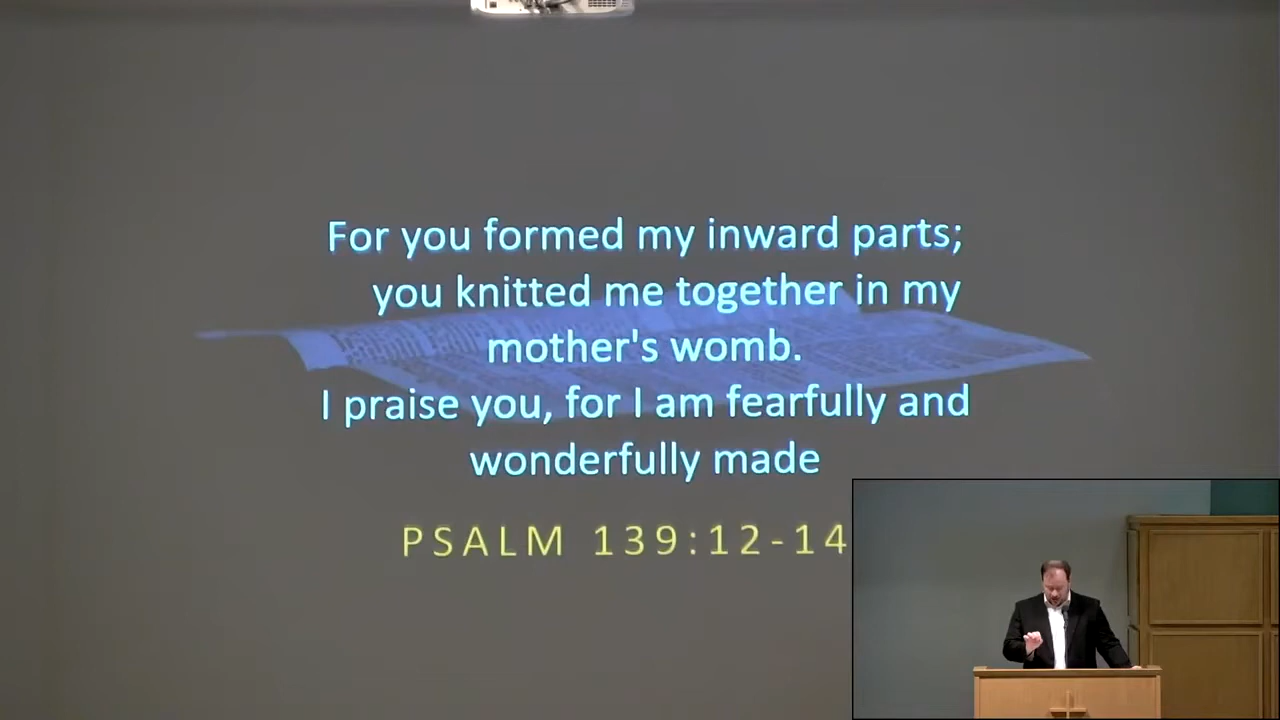 For you formed my inward parts;
you knitted me together in my
mother's womb.
I praise you, for I am fearfully and
wonderfully made
PSALM 139:12-14